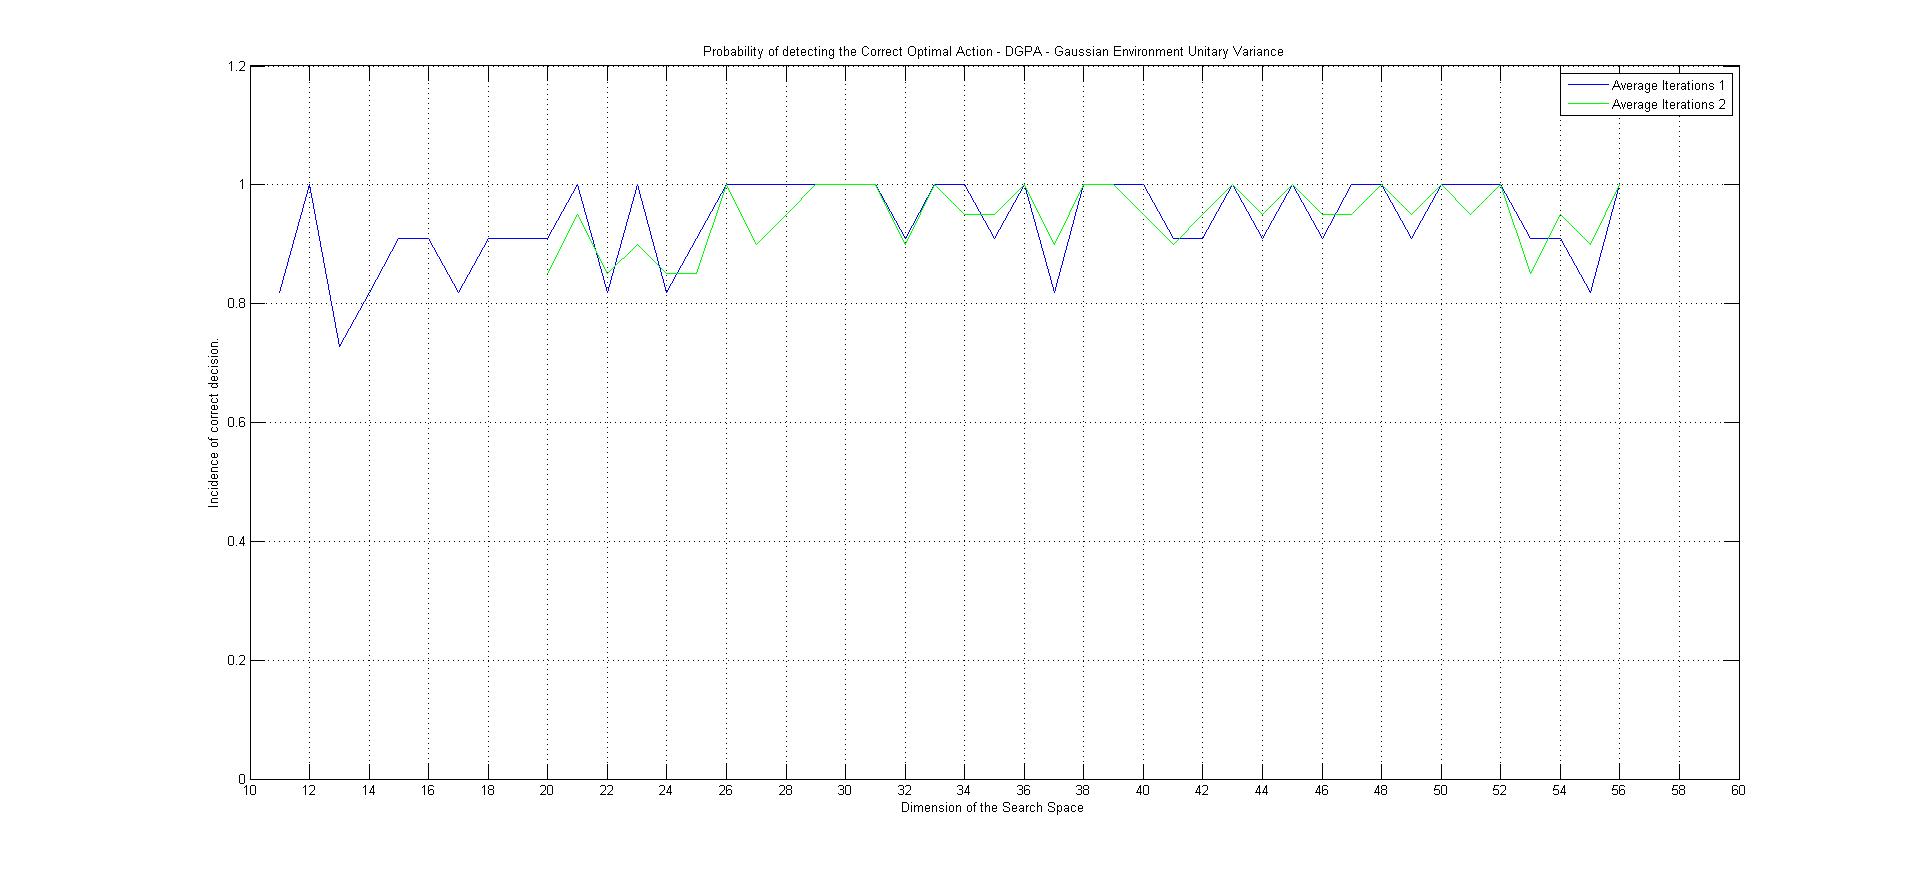 Probability of detecting the Correct Optimal Action - DGPA - Gaussian Environment Unitary Variance
Average Iterations 1
Average Iterations 2
Incidence of correct decision.
1.2
1
0.8
0.6
0.4
0.2
0
10 12 14 16 18 20 22 24 26 28 30 32 34 36 38 40 42 44 46 48 50 52 54 56 58 60
Dimension of the Search Space